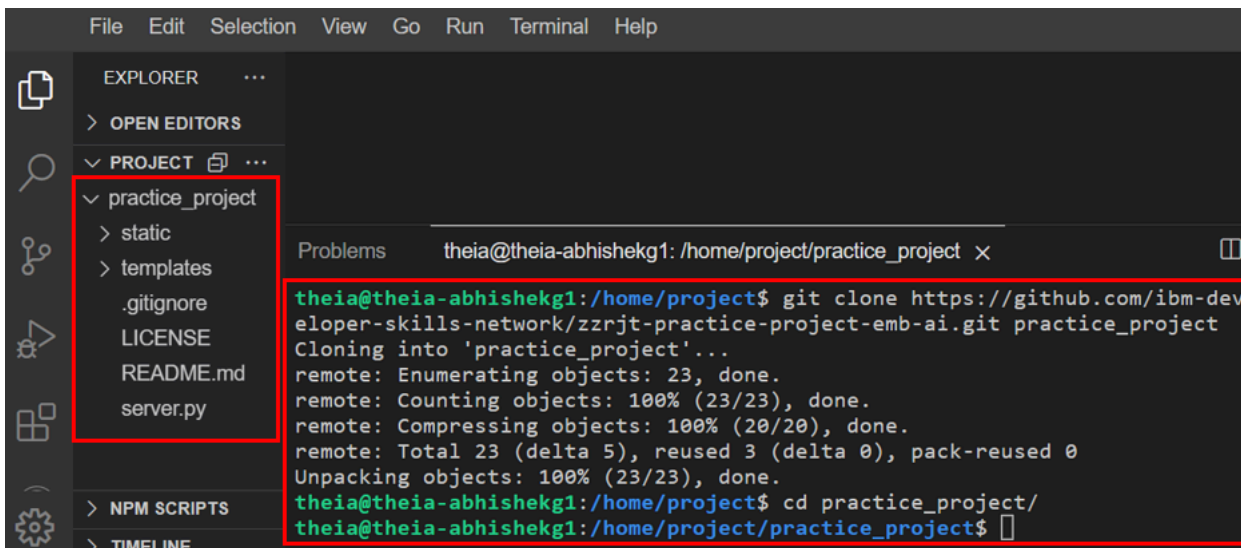 File Edit Selection View Go Run Terminal Help
EXPLORER ...
> OPEN EDITORS
PROJECT ...
practice_project
> static
> templates
.gitignore
LICENSE
README.md
server.py
> NPM SCRIPTS
> TIMELINE
Problems theia@theia-abhishekg1: /home/project/practice_project ×
theia@theia-abhishekg1:/home/project$ git clone https://github.com/ibm-dev
eloper-skills-network/zzrjt-practice-project-emb-ai.git practice_project
Cloning into 'practice_project'...
remote: Enumerating objects: 23, done.
remote: Counting objects: 100% (23/23), done.
remote: Compressing objects: 100% (20/20), done.
remote: Total 23 (delta 5), reused 3 (delta 0), pack-reused 0
Unpacking objects: 100% (23/23), done.
theia@theia-abhishekg1:/home/project$ cd practice_project/
theia@theia-abhishekg1:/home/project/practice_project$